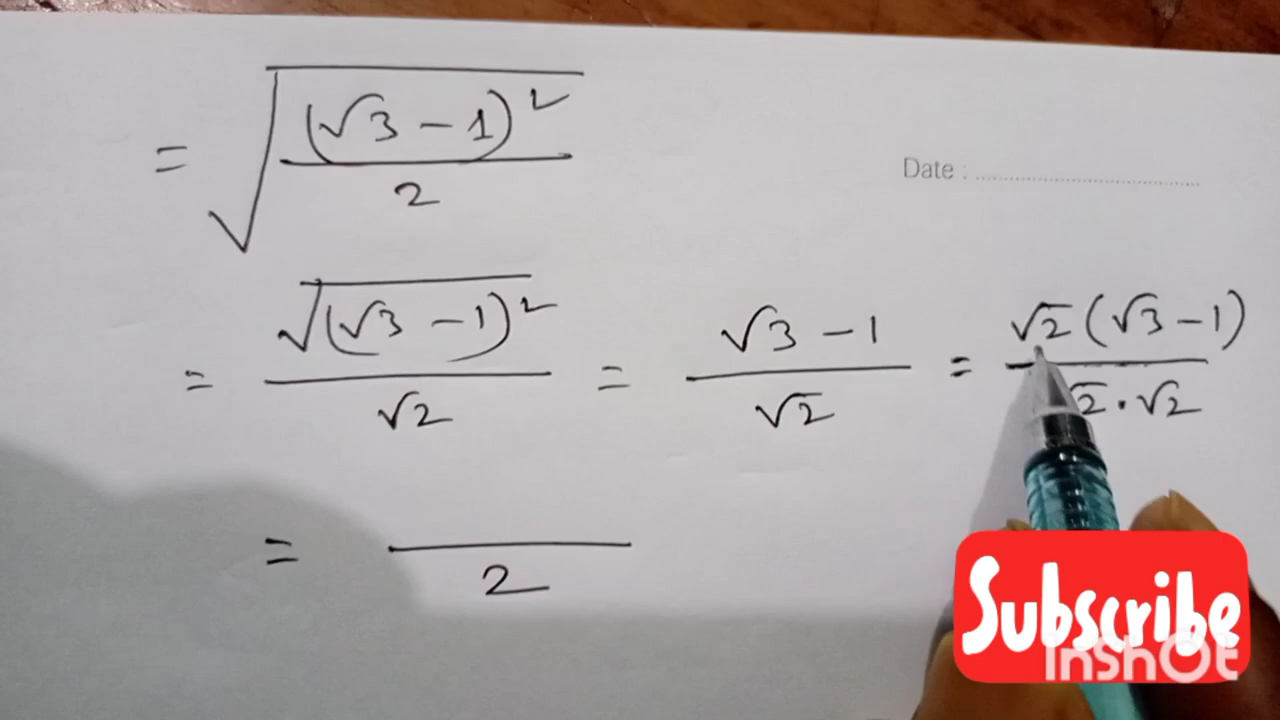 = √((√3 - 1)²/2)
Date : ........................................
= √(√3 - 1)²/√2 = (√3 - 1)/√2 = √2(√3 - 1)/√2 · √2
= /2
Subscribe
InShOt